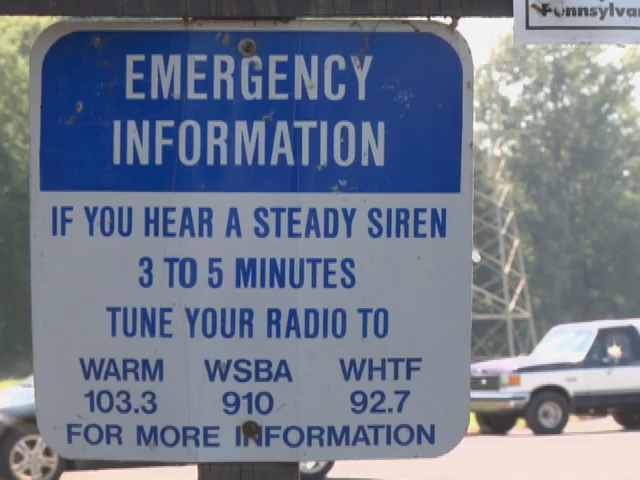 Pennsylvan
EMERGENCY
INFORMATION
IF YOU HEAR A STEADY SIREN
3 TO 5 MINUTES
TUNE YOUR RADIO TO
WARM WSBA WHTF
103.3 910 92.7
FOR MORE INFORMATION